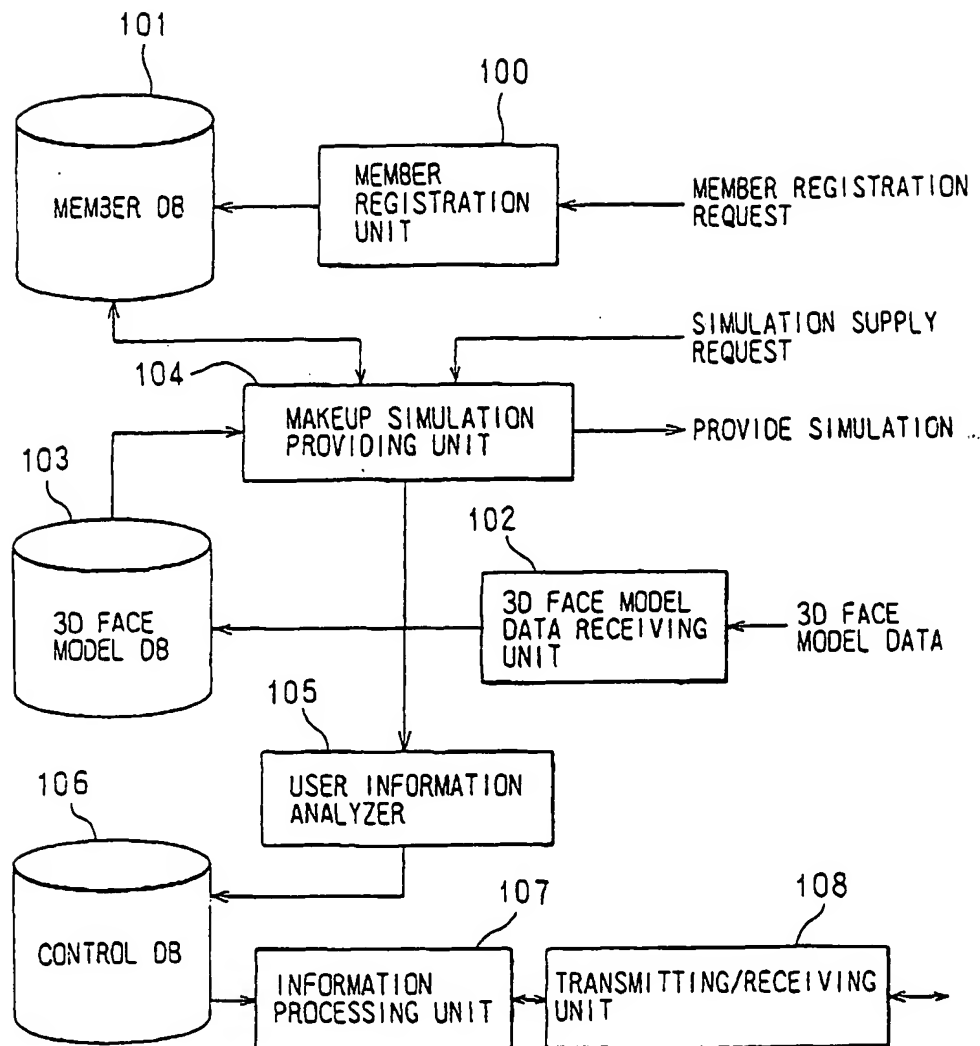 101
100
MEMBER DB
MEMBER
REGISTRATION
UNIT
MEMBER REGISTRATION
REQUEST
SIMULATION SUPPLY
REQUEST
104
MAKEUP SIMULATION
PROVIDING UNIT
PROVIDE SIMULATION
103
102
3D FACE
MODEL DB
3D FACE MODEL
DATA RECEIVING
UNIT
3D FACE
MODEL DATA
105
USER INFORMATION
ANALYZER
106
107
108
CONTROL DB
INFORMATION
PROCESSING UNIT
TRANSMITTING/RECEIVING
UNIT